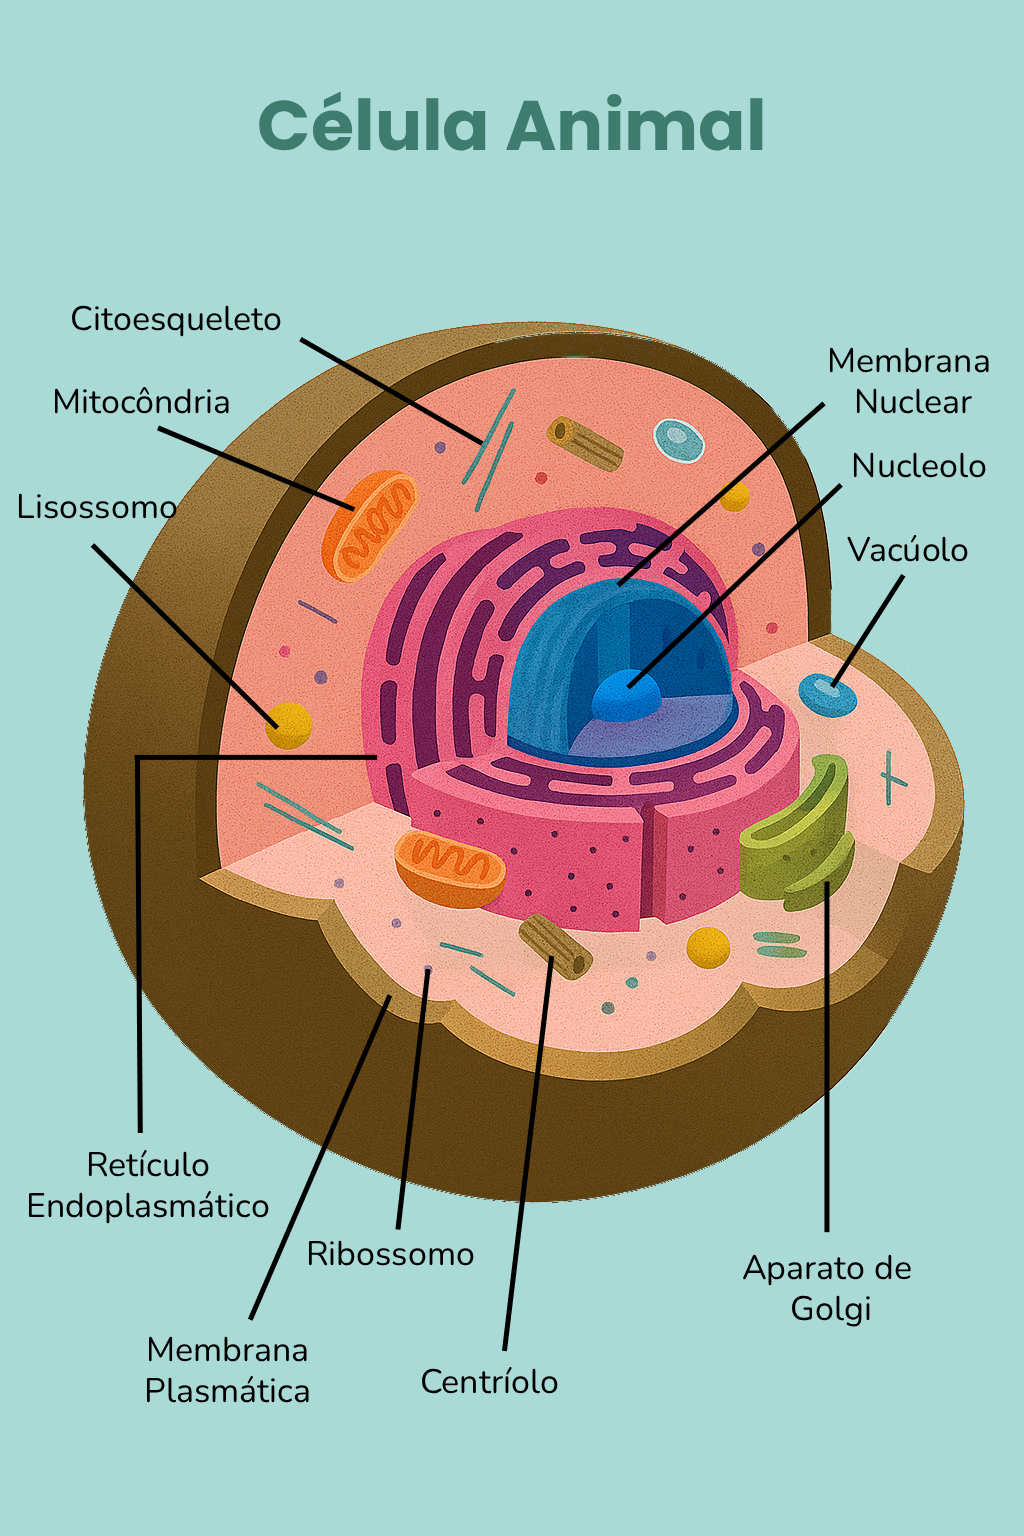 Célula Animal
Citoesqueleto
Membrana
Nuclear
Mitocôndria
Nucleolo
Lisossomo
Vacúolo
Retículo
Endoplasmático
Ribossomo
Aparato de
Golgi
Membrana
Plasmática
Centríolo